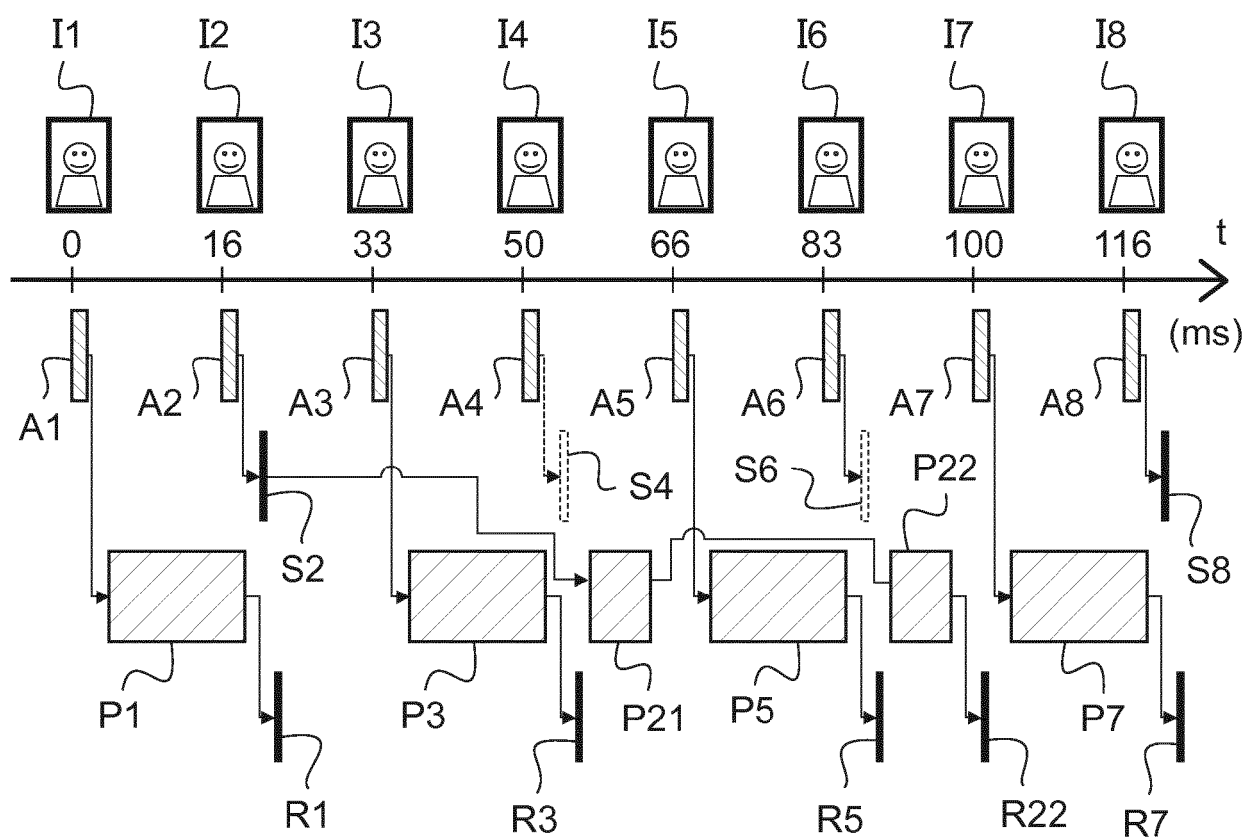 I1 I2 I3 I4 I5 I6 I7 I8
0 16 33 50 66 83 100 116 t
(ms)
A1 A2 A3 A4 A5 A6 A7 A8
S2 S4 S6 P22 S8
P1 P3 P21 P5 P7
R1 R3 R5 R22 R7